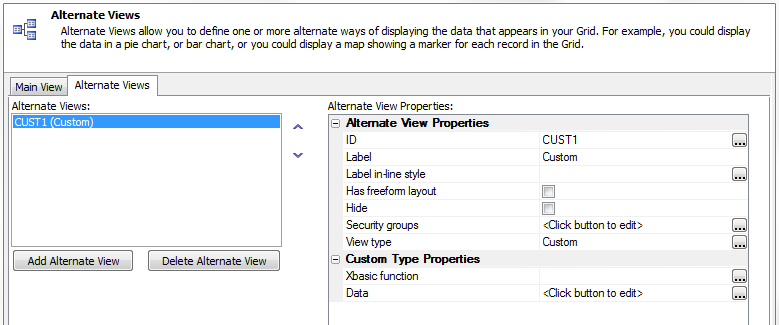 Alternate Views
Alternate Views allow you to define one or more alternate ways of displaying the data that appears in your Grid. For example, you could display
the data in a pie chart, or bar chart, or you could display a map showing a marker for each record in the Grid.
Main View Alternate Views
Alternate Views:
CUST1 (Custom)
Add Alternate View Delete Alternate View
Alternate View Properties:
Alternate View Properties
ID CUST1 ...
Label Custom
Label in-line style ...
Has freeform layout
Hide
Security groups <Click button to edit> ...
View type Custom ...
Custom Type Properties
Xbasic function ...
Data <Click button to edit> ...